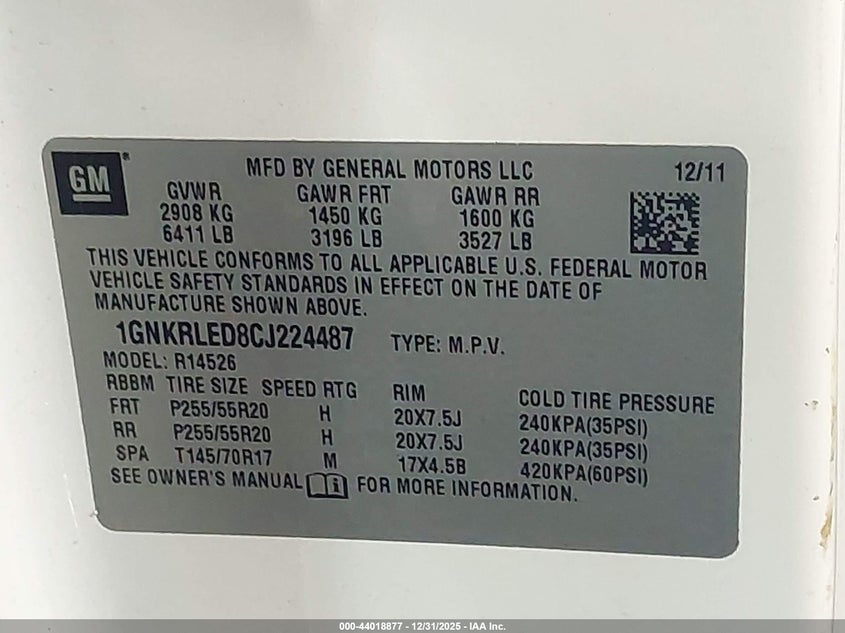 GM®
MFD BY GENERAL MOTORS LLC 12/11
GVWR GAWR FRT GAWR RR
2908 KG 1450 KG 1600 KG
6411 LB 3196 LB 3527 LB
THIS VEHICLE CONFORMS TO ALL APPLICABLE U.S. FEDERAL MOTOR
VEHICLE SAFETY STANDARDS IN EFFECT ON THE DATE OF
MANUFACTURE SHOWN ABOVE.
1GNKRLED8CJ224487 TYPE: M.P.V.
MODEL: R14526
RBBM TIRE SIZE SPEED RTG RIM COLD TIRE PRESSURE
FRT P255/55R20 H 20X7.5J 240KPA(35PSI)
RR P255/55R20 H 20X7.5J 240KPA(35PSI)
SPA T145/70R17 M 17X4.5B 420KPA(60PSI)
SEE OWNER'S MANUAL FOR MORE INFORMATION.
000-44018877 - 12/31/2025 - IAA Inc.